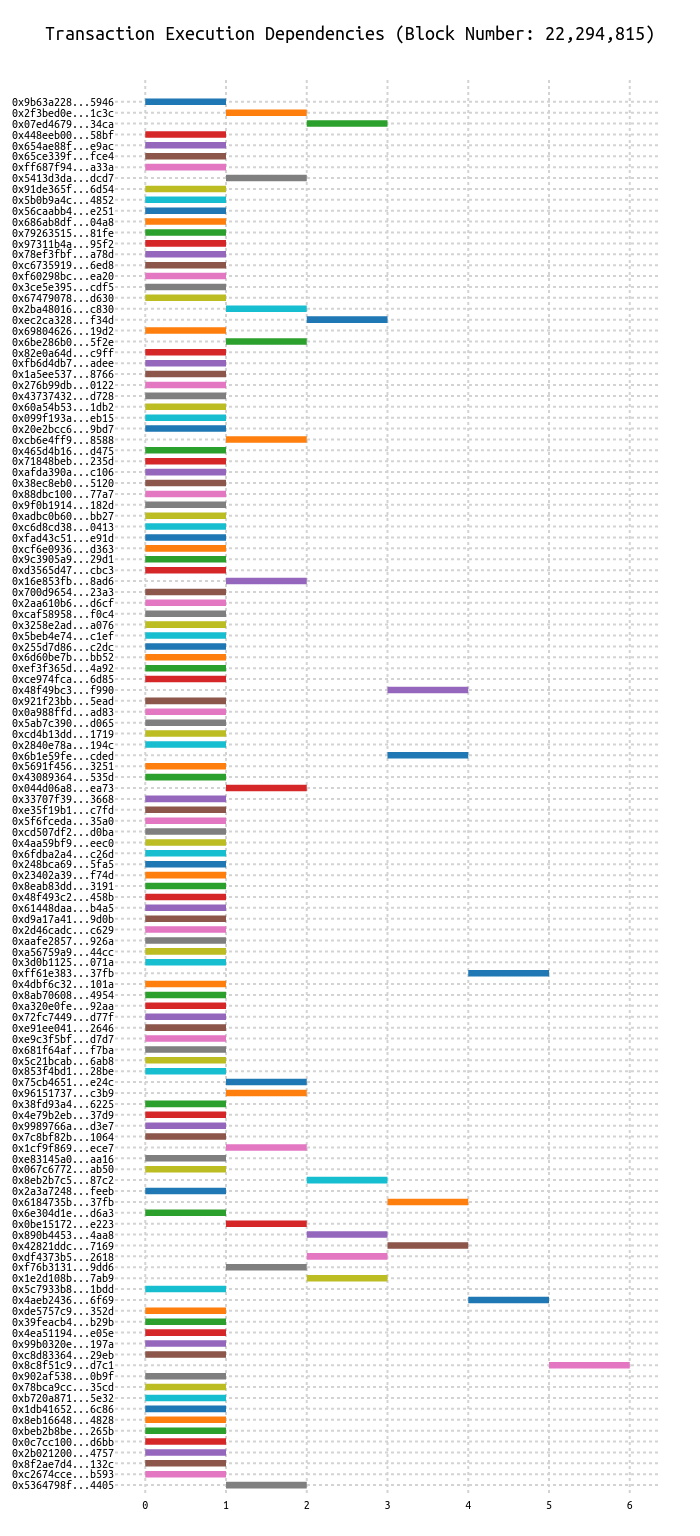 Transaction Execution Dependencies (Block Number: 22,294,815)
0x9b63a228...5946
0x2f3bed0e...1c3c
0x07ed4679...34ca
0x448eeb00...58bf
0x654ae88f...e9ac
0x65ce339f...fce4
0xff687f94...a33a
0x5413d3da...dcd7
0x91de365f...6d54
0x5b0b9a4c...4852
0x56caabb4...e251
0x686ab8df...04a8
0x79263515...81fe
0x97311b4a...95f2
0x78ef3fbf...a78d
0xc6735919...6ed8
0xf60298bc...ea20
0x3ce5e395...cdf5
0x67479078...d630
0x2ba48016...c830
0xec2ca328...f34d
0x69804626...19d2
0x6be286b0...5f2e
0x82e0a64d...c9ff
0xfb6d4db7...adee
0x1a5ee537...8766
0x276b99db...0122
0x43737432...d728
0x60a54b53...1db2
0x099f193a...eb15
0x20e2bcc6...9bd7
0xcb6e4ff9...8588
0x465d4b16...d475
0x71848beb...235d
0xafda390a...c106
0x38ec8eb0...5120
0x88dbc100...77a7
0x9f0b1914...182d
0xadbc0b60...bb27
0xc6d8cd38...0413
0xfad43c51...e91d
0xcf6e0936...d363
0x9c3905a9...29d1
0xd3565d47...cbc3
0x16e853fb...8ad6
0x700d9654...23a3
0x2aa610b6...d6cf
0xcaf58958...f0c4
0x3258e2ad...a076
0x5beb4e74...c1ef
0x255d7d86...c2dc
0x6d60be7b...bb52
0xef3f365d...4a92
0xce974fca...6d85
0x48f49bc3...f990
0x921f23bb...5ead
0x0a988ffd...ad83
0x5ab7c390...d065
0xcd4b13dd...1719
0x2840e78a...194c
0x6b1e59fe...cded
0x5691f456...3251
0x43089364...535d
0x044d06a8...ea73
0x33707f39...3668
0xe35f19b1...c7fd
0x5f6fceda...35a0
0xcd507df2...d0ba
0x4aa59bf9...eec0
0x6fdba2a4...c26d
0x248bca69...5fa5
0x23402a39...f74d
0x8eab83dd...3191
0x48f493c2...458b
0x61448daa...b4a5
0xd9a17a41...9d0b
0x2d46cadc...c629
0xaafe2857...926a
0xa56759a9...44cc
0x3d0b1125...071a
0xff61e383...37fb
0x4dbf6c32...101a
0x8ab70608...4954
0xa320e0fe...92aa
0x72fc7449...d77f
0xe91ee041...2646
0xe9c3f5bf...d7d7
0x681f64af...f7ba
0x5c21bcab...6ab8
0x853f4bd1...28be
0x75cb4651...e24c
0x96151737...c3b9
0x38fd93a4...6225
0x4e79b2eb...37d9
0x9989766a...d3e7
0x7c8bf82b...1064
0x1cf9f869...ece7
0xe83145a0...aa16
0x067c6772...ab50
0x8eb2b7c5...87c2
0x2a3a7248...feeb
0x6184735b...37fb
0x6e304d1e...d6a3
0x0be15172...e223
0x890b4453...4aa8
0x42821ddc...7169
0xdf4373b5...2618
0xf76b3131...9dd6
0x1e2d108b...7ab9
0x5c7933b8...1bdd
0x4aeb2436...6f69
0xde5757c9...352d
0x39feacb4...b29b
0x4ea51194...e05e
0x99b0320e...197a
0xc8d83364...29eb
0x8c8f51c9...d7c1
0x902af538...0b9f
0x78bca9cc...35cd
0xb720a871...5e32
0x1db41652...6c86
0x8eb16648...4828
0xbeb2b8be...265b
0x0c7cc100...d6bb
0x2b021200...4757
0x8f2ae7d4...132c
0xc2674cce...b593
0x5364798f...4405
0 1 2 3 4 5 6